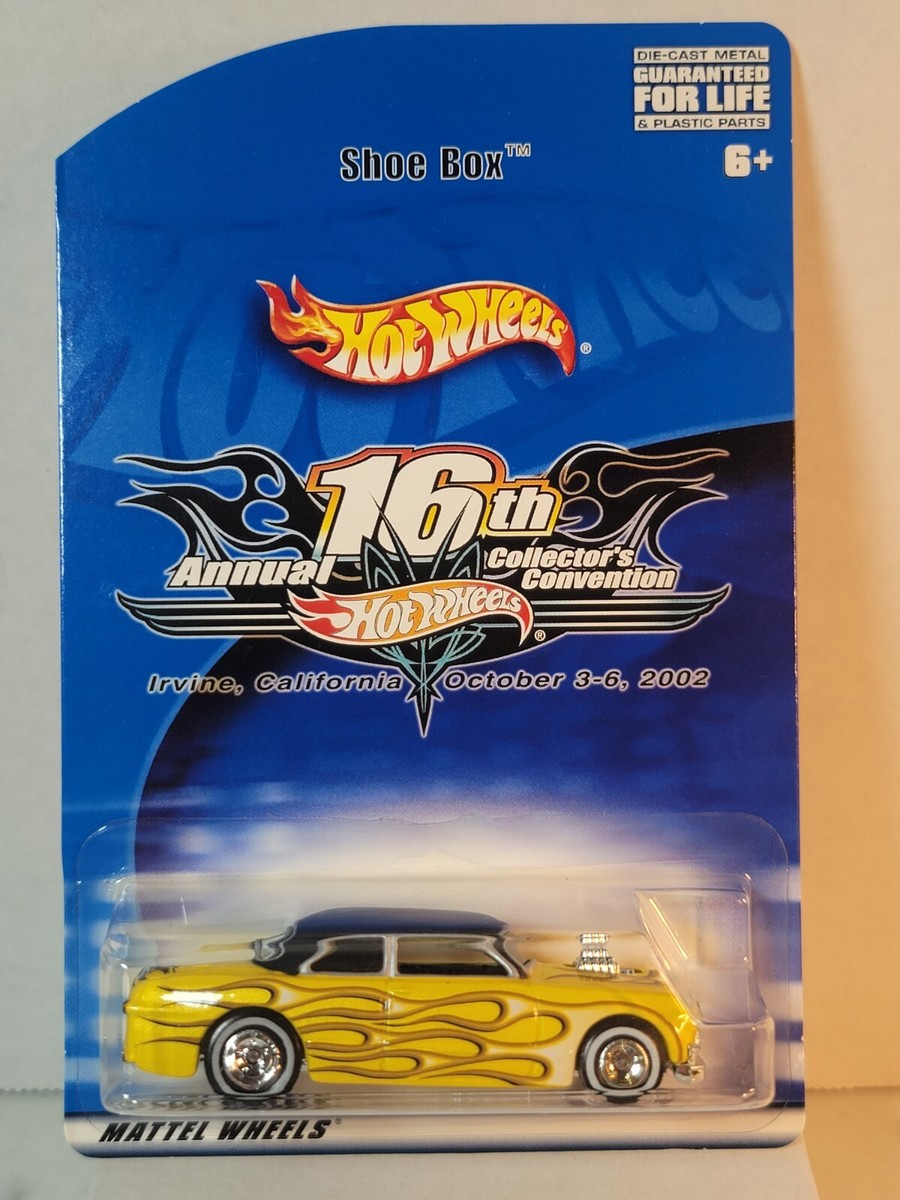 DIE-CAST METAL
GUARANTEED
FOR LIFE
& PLASTIC PARTS
6+
Shoe Box™
Hot Wheels®
16th
Annual Collector's
Convention
Hot Wheels®
Irvine, California October 3-6, 2002
MATTEL WHEELS®